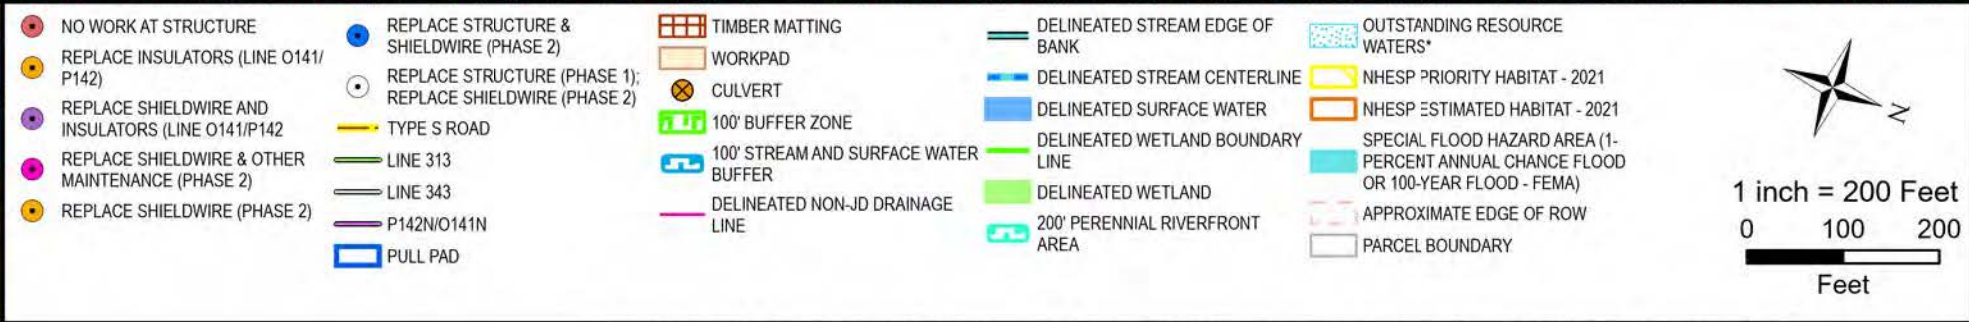 NO WORK AT STRUCTURE
REPLACE INSULATORS (LINE O141/
P142)
REPLACE SHIELDWIRE AND
INSULATORS (LINE O141/P142
REPLACE SHIELDWIRE & OTHER
MAINTENANCE (PHASE 2)
REPLACE SHIELDWIRE (PHASE 2)
REPLACE STRUCTURE &
SHIELDWIRE (PHASE 2)
REPLACE STRUCTURE (PHASE 1);
REPLACE SHIELDWIRE (PHASE 2)
TYPE S ROAD
LINE 313
LINE 343
P142N/O141N
PULL PAD
TIMBER MATTING
WORKPAD
CULVERT
100' BUFFER ZONE
100' STREAM AND SURFACE WATER
BUFFER
DELINEATED NON-JD DRAINAGE
LINE
DELINEATED STREAM EDGE OF
BANK
DELINEATED STREAM CENTERLINE
DELINEATED SURFACE WATER
DELINEATED WETLAND BOUNDARY
LINE
DELINEATED WETLAND
200' PERENNIAL RIVERFRONT
AREA
OUTSTANDING RESOURCE
WATERS*
NHESP PRIORITY HABITAT - 2021
NHESP ESTIMATED HABITAT - 2021
SPECIAL FLOOD HAZARD AREA (1-
PERCENT ANNUAL CHANCE FLOOD
OR 100-YEAR FLOOD - FEMA)
APPROXIMATE EDGE OF ROW
PARCEL BOUNDARY
N
1 inch = 200 Feet
0 100 200
Feet